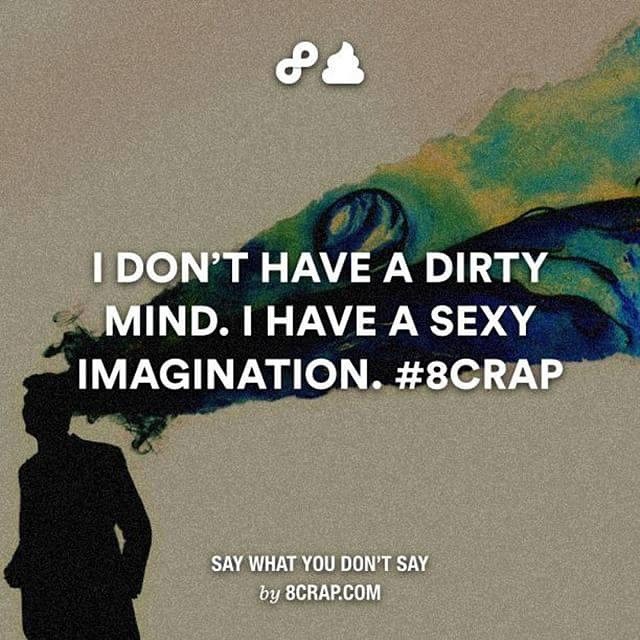 I DON'T HAVE A DIRTY
MIND. I HAVE A SEXY
IMAGINATION. #8CRAP
SAY WHAT YOU DON'T SAY
by 8CRAP.COM